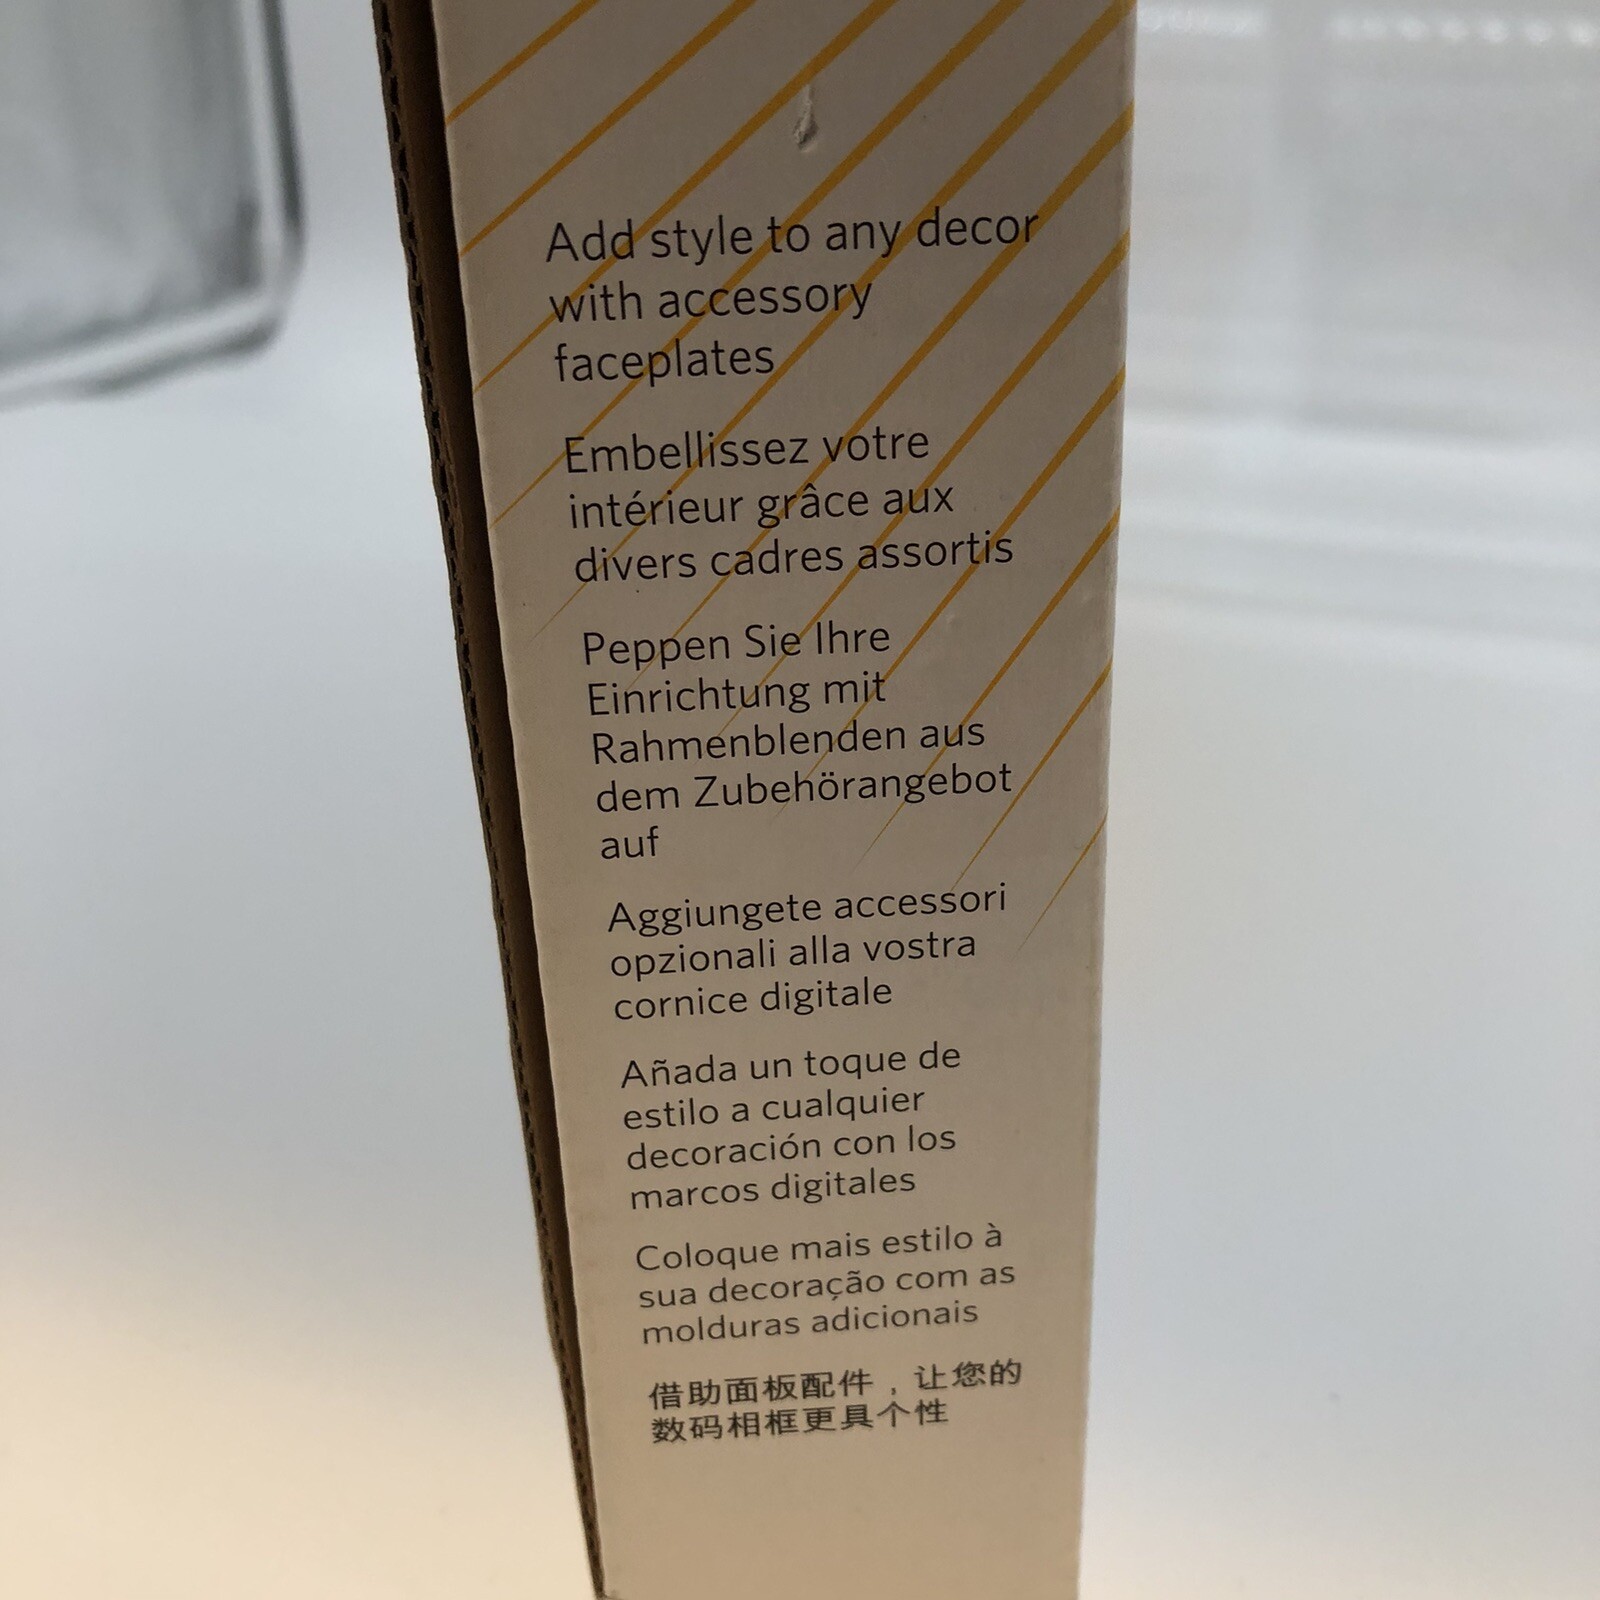 Add style to any decor
with accessory
faceplates
Embellissez votre
intérieur grâce aux
divers cadres assortis
Peppen Sie Ihre
Einrichtung mit
Rahmenblenden aus
dem Zubehörangebot
auf
Aggiungete accessori
opzionali alla vostra
cornice digitale
Añada un toque de
estilo a cualquier
decoración con los
marcos digitales
Coloque mais estilo à
sua decoração com as
molduras adicionais
借助面板配件，让您的
数码相框更具个性